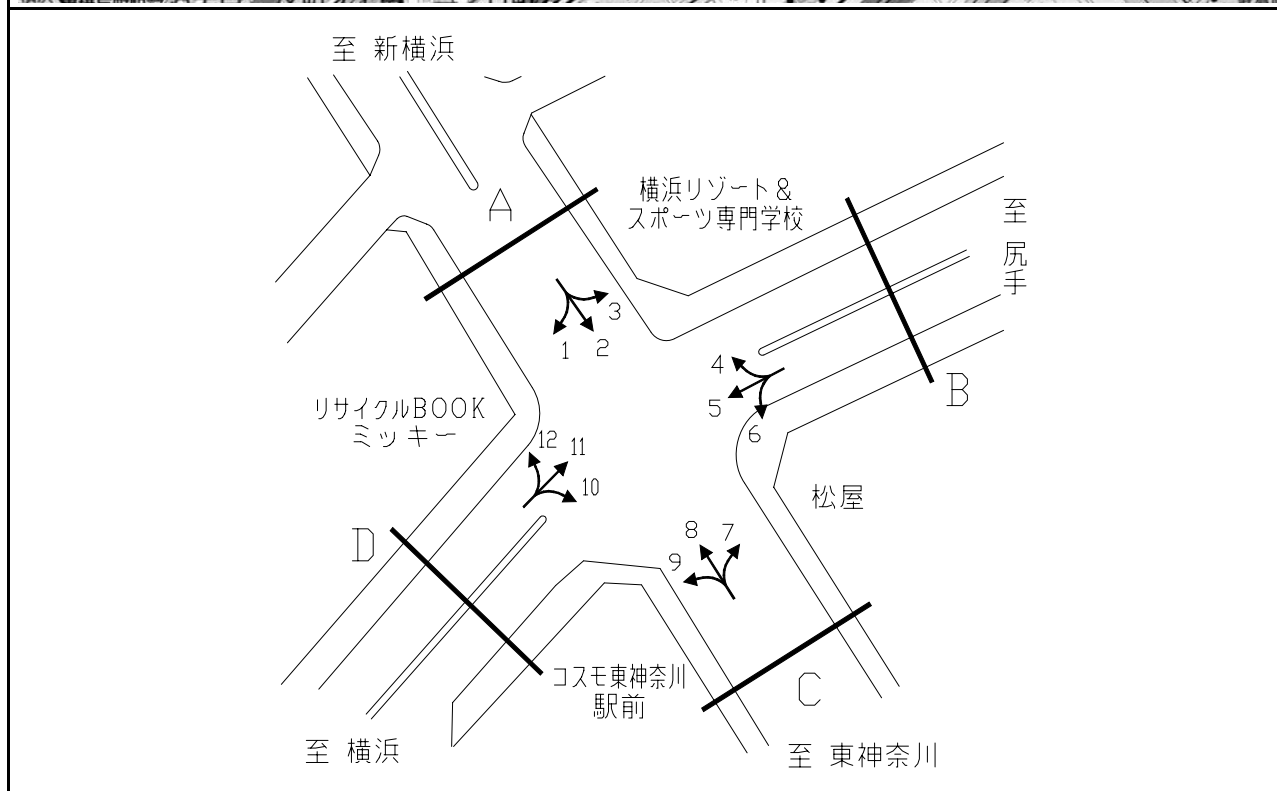 至 新横浜
A
横浜リゾート＆
スポーツ専門学校
至 尻手
3
1
2
4
5
6
B
リサイクルBOOK
ミッキー
12
11
10
松屋
D
8
7
9
コスモ東神奈川
駅前
C
至 横浜
至 東神奈川